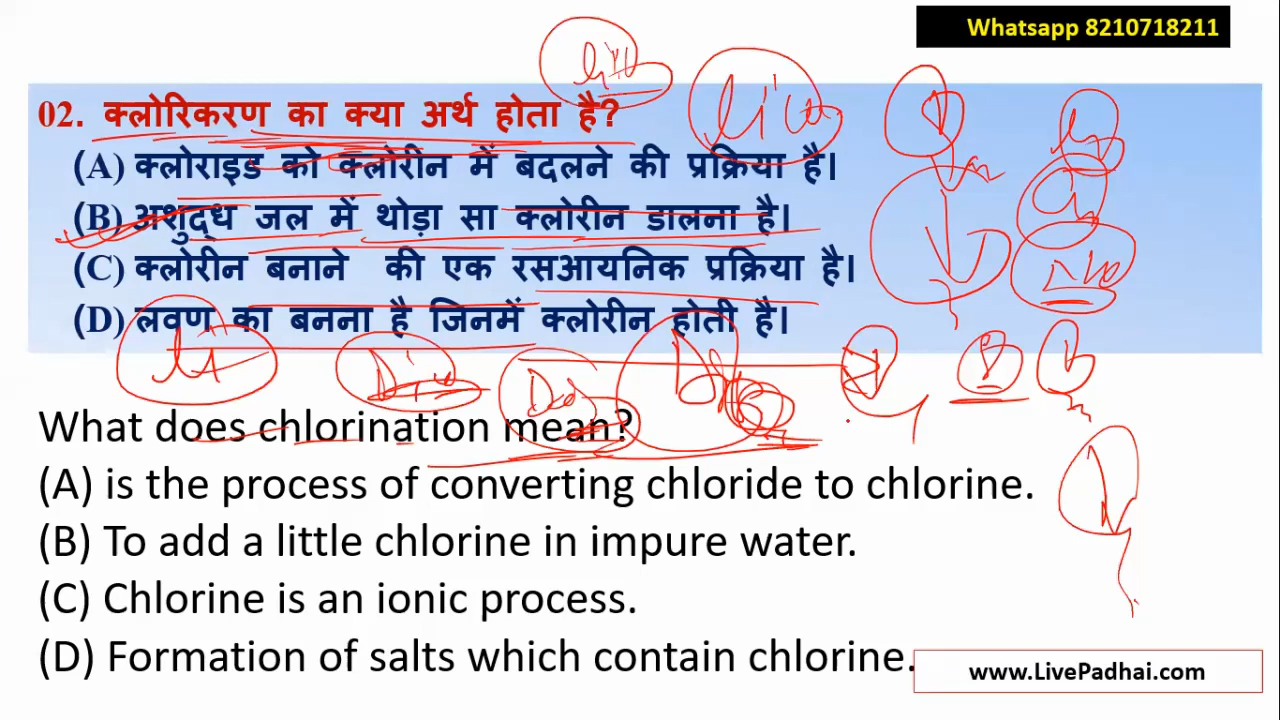 Whatsapp 8210718211
02. क्लोरिकरण का क्या अर्थ होता है?
(A) क्लोराइड को क्लोरीन में बदलने की प्रक्रिया है।
(B) अशुद्ध जल में थोड़ा सा क्लोरीन डालना है।
(C) क्लोरीन बनाने की एक रसआयनिक प्रक्रिया है।
(D) लवण का बनना है जिनमें क्लोरीन होती है।
What does chlorination mean?
(A) is the process of converting chloride to chlorine.
(B) To add a little chlorine in impure water.
(C) Chlorine is an ionic process.
(D) Formation of salts which contain chlorine.
www.LivePadhai.com